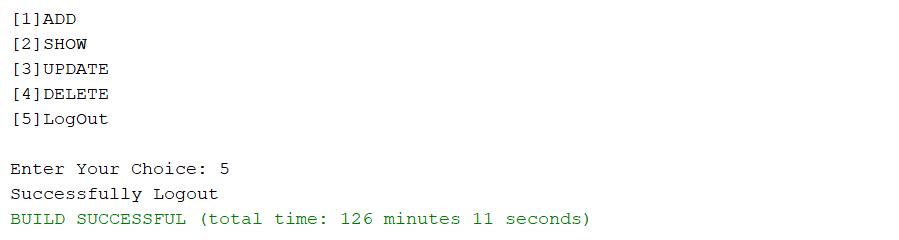 [1]ADD
[2]SHOW
[3]UPDATE
[4]DELETE
[5]LogOut
Enter Your Choice: 5
Successfully Logout
BUILD SUCCESSFUL (total time: 126 minutes 11 seconds)